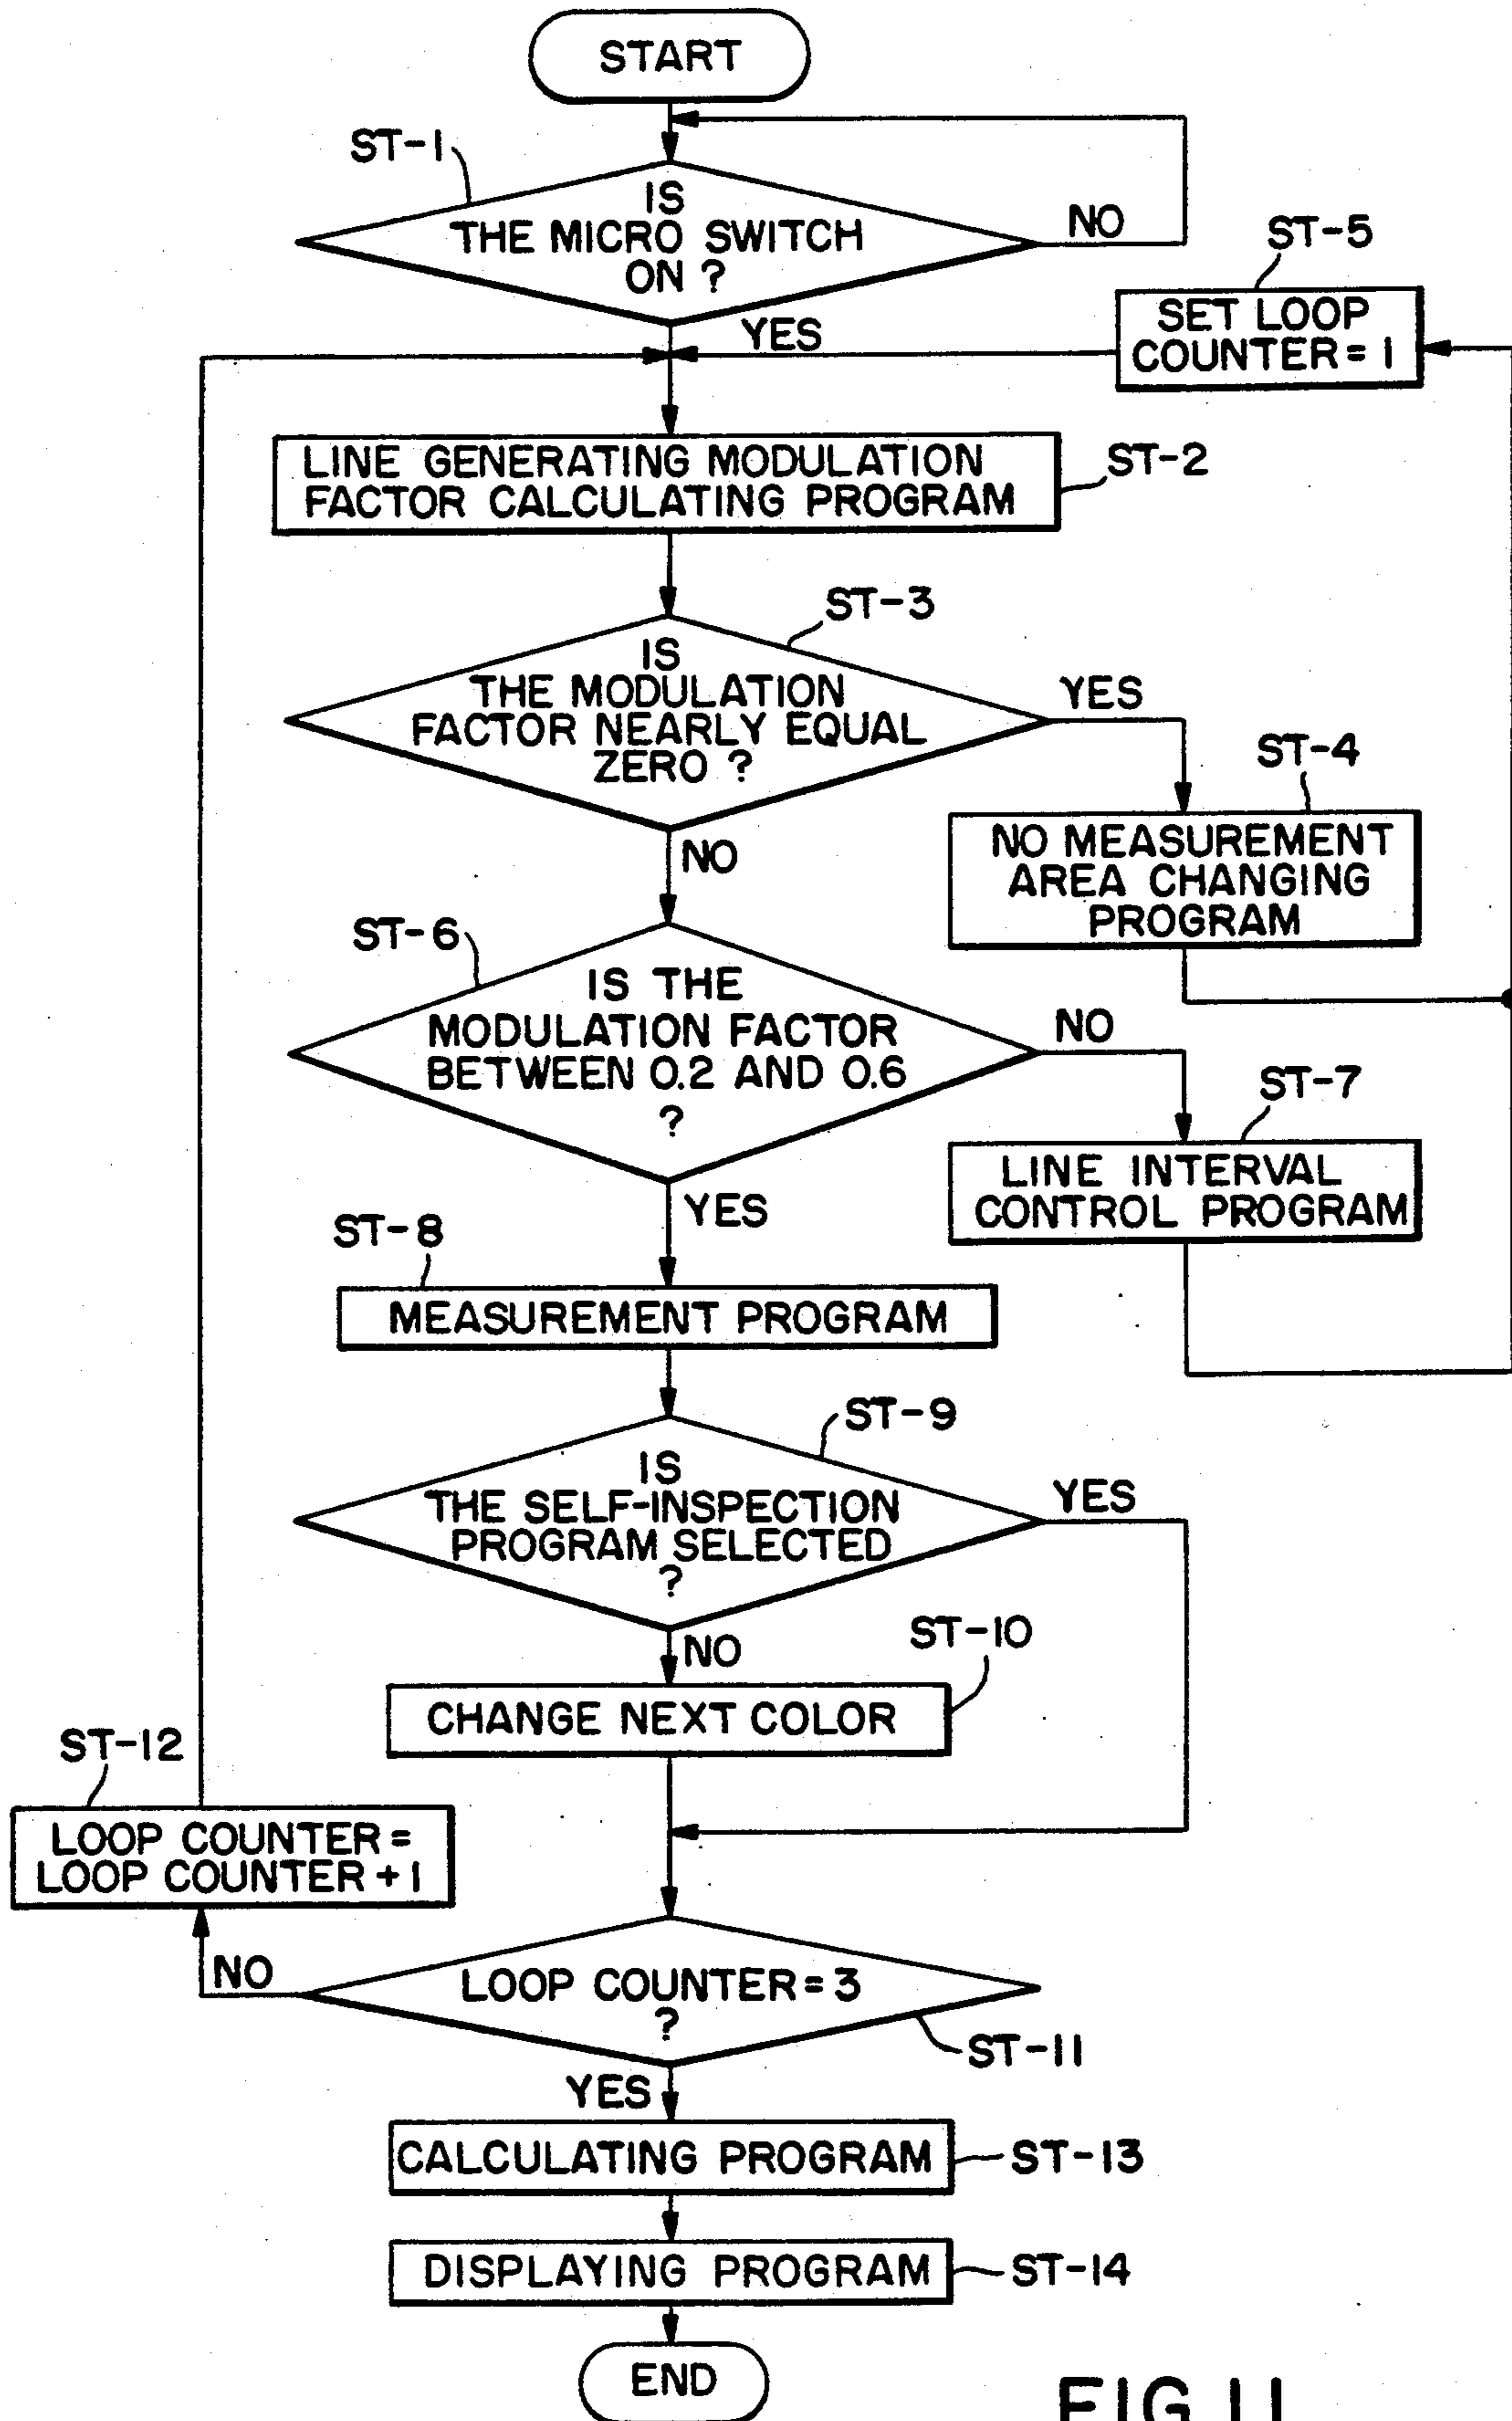 START
ST-1
IS
THE MICRO SWITCH
ON ?
NO
ST-5
SET LOOP
COUNTER = 1
YES
LINE GENERATING MODULATION
FACTOR CALCULATING PROGRAM
ST-2
ST-3
IS
THE MODULATION
FACTOR NEARLY EQUAL
ZERO ?
YES
ST-4
NO MEASUREMENT
AREA CHANGING
PROGRAM
NO
ST-6
IS THE
MODULATION FACTOR
BETWEEN 0.2 AND 0.6
?
NO
ST-7
LINE INTERVAL
CONTROL PROGRAM
YES
ST-8
MEASUREMENT PROGRAM
ST-9
IS
THE SELF-INSPECTION
PROGRAM SELECTED
?
YES
NO
ST-10
CHANGE NEXT COLOR
ST-12
LOOP COUNTER =
LOOP COUNTER + 1
NO
LOOP COUNTER = 3
?
ST-11
YES
CALCULATING PROGRAM
ST-13
DISPLAYING PROGRAM
ST-14
END
FIG.11